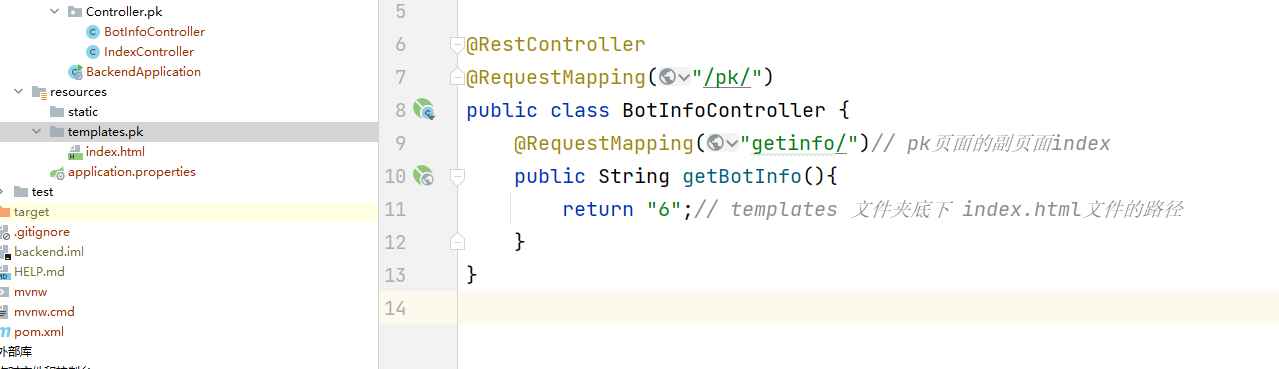 Controller.pk
BotInfoController
IndexController
BackendApplication
resources
static
templates.pk
index.html
application.properties
test
target
.gitignore
backend.iml
HELP.md
mvnw
mvnw.cmd
pom.xml
外部库
5
6 @RestController
7 @RequestMapping("/pk/")
8 public class BotInfoController {
9 @RequestMapping("getinfo/")// pk页面的副页面index
10 public String getBotInfo(){
11 return "6";// templates 文件夹底下 index.html文件的路径
12 }
13 }
14